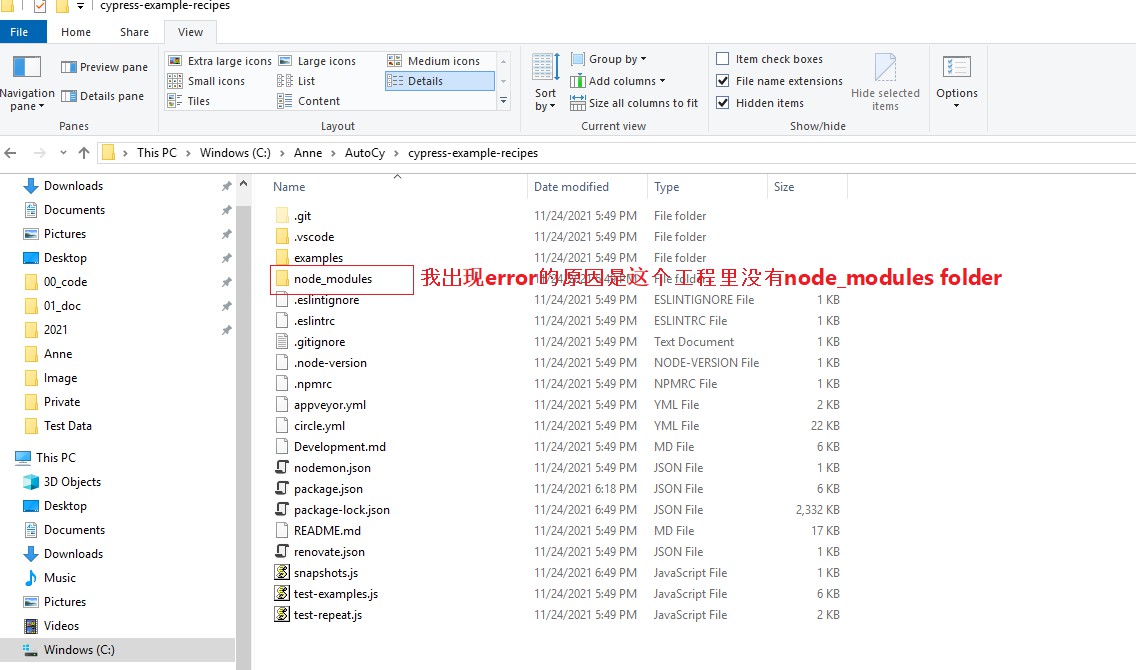 cypress-example-recipes
File Home Share View
Navigation pane
Preview pane
Details pane
Panes
Extra large icons Large icons Medium icons
Small icons List Details
Tiles Content
Layout
Sort by
Group by
Add columns
Size all columns to fit
Current view
Item check boxes
File name extensions
Hidden items
Hide selected items
Show/hide
Options
This PC > Windows (C:) > Anne > AutoCy > cypress-example-recipes
Downloads
Documents
Pictures
Desktop
00_code
01_doc
2021
Anne
Image
Private
Test Data
This PC
3D Objects
Desktop
Documents
Downloads
Music
Pictures
Videos
Windows (C:)
Name Date modified Type Size
.git 11/24/2021 5:49 PM File folder
.vscode 11/24/2021 5:49 PM File folder
examples 11/24/2021 5:49 PM File folder
node_modules 11/24/2021 5:49 PM File folder
我出现error的原因是这个工程里没有node_modules folder
.eslintignore 11/24/2021 5:49 PM ESLINTIGNORE File 1 KB
.eslintrc 11/24/2021 5:49 PM ESLINTRC File 1 KB
.gitignore 11/24/2021 5:49 PM Text Document 1 KB
.node-version 11/24/2021 5:49 PM NODE-VERSION File 1 KB
.npmrc 11/24/2021 5:49 PM NPMRC File 1 KB
appveyor.yml 11/24/2021 5:49 PM YML File 2 KB
circle.yml 11/24/2021 5:49 PM YML File 22 KB
Development.md 11/24/2021 5:49 PM MD File 6 KB
nodemon.json 11/24/2021 5:49 PM JSON File 1 KB
package.json 11/24/2021 6:18 PM JSON File 6 KB
package-lock.json 11/24/2021 6:49 PM JSON File 2,332 KB
README.md 11/24/2021 5:49 PM MD File 17 KB
renovate.json 11/24/2021 5:49 PM JSON File 1 KB
snapshots.js 11/24/2021 6:49 PM JavaScript File 1 KB
test-examples.js 11/24/2021 5:49 PM JavaScript File 6 KB
test-repeat.js 11/24/2021 5:49 PM JavaScript File 2 KB